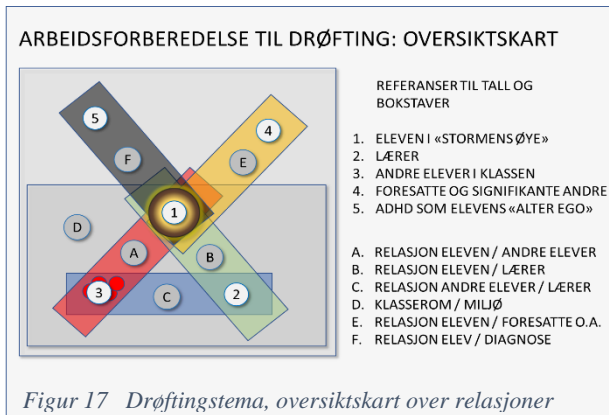 ARBEIDSFORBEREDELSE TIL DRØFTING: OVERSIKTSKART
5
4
F
E
1
D
A
B
3
C
2
REFERANSER TIL TALL OG
BOKSTAVER
1. ELEVEN I «STORMENS ØYE»
2. LÆRER
3. ANDRE ELEVER I KLASSEN
4. FORESATTE OG SIGNIFIKANTE ANDRE
5. ADHD SOM ELEVENS «ALTER EGO»
A. RELASJON ELEVEN / ANDRE ELEVER
B. RELASJON ELEVEN / LÆRER
C. RELASJON ANDRE ELEVER / LÆRER
D. KLASSEROM / MILJØ
E. RELASJON ELEVEN / FORESATTE O.A.
F. RELASJON ELEV / DIAGNOSE
Figur 17 Drøftingstema, oversiktskart over relasjoner